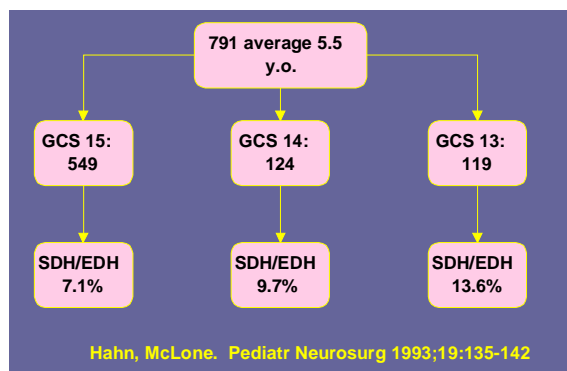 791 average 5.5
y.o.
GCS 15:
549
GCS 14:
124
GCS 13:
119
SDH/EDH
7.1%
SDH/EDH
9.7%
SDH/EDH
13.6%
Hahn, McLone.  Pediatr Neurosurg 1993;19:135-142